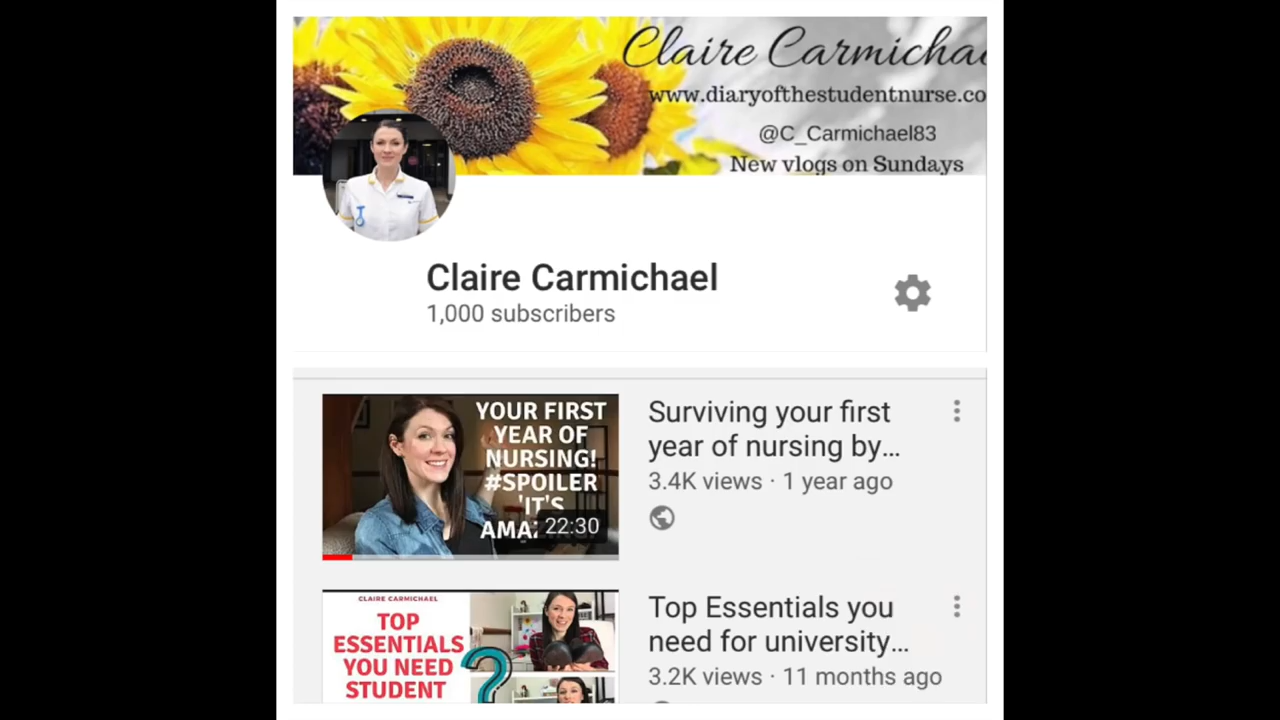 Claire Carmichae
www.diaryofthestudentnurse.co
@C_Carmichael83
New vlogs on Sundays
Claire Carmichael
1,000 subscribers
YOUR FIRST
YEAR OF
NURSING!
#SPOILER
'IT'S
AMAZING!
22:30
Surviving your first
year of nursing by...
3.4K views · 1 year ago
CLAIRE CARMICHAEL
TOP
ESSENTIALS
YOU NEED
STUDENT
?
Top Essentials you
need for university...
3.2K views · 11 months ago